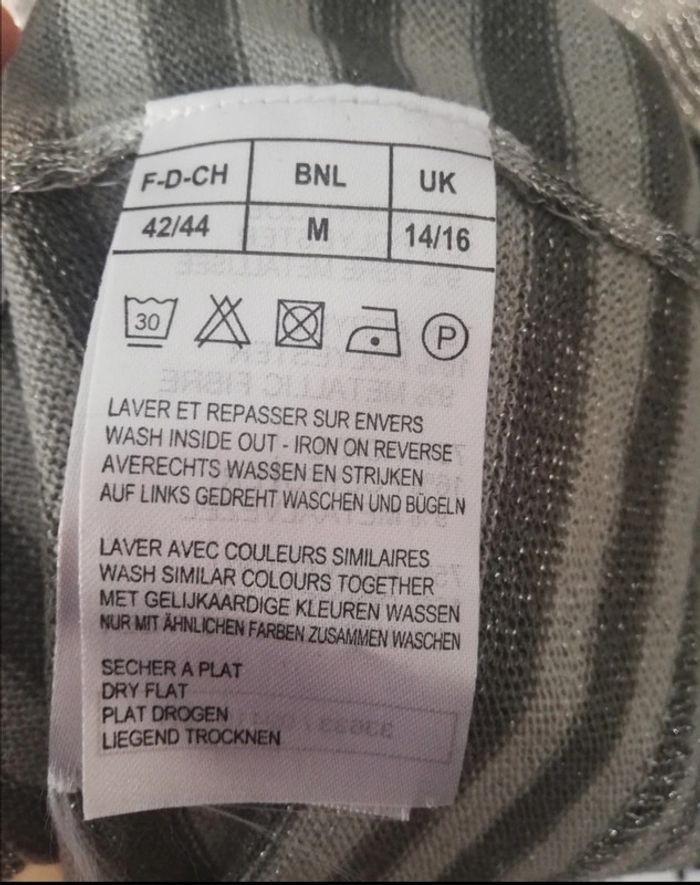 F-D-CH BNL UK
42/44 M 14/16
30 P
LAVER ET REPASSER SUR ENVERS
WASH INSIDE OUT - IRON ON REVERSE
AVERECHTS WASSEN EN STRIJKEN
AUF LINKS GEDREHT WASCHEN UND BÜGELN
LAVER AVEC COULEURS SIMILAIRES
WASH SIMILAR COLOURS TOGETHER
MET GELIJKAARDIGE KLEUREN WASSEN
NUR MIT ÄHNLICHEN FARBEN ZUSAMMEN WASCHEN
SECHER A PLAT
DRY FLAT
PLAT DROGEN
LIEGEND TROCKNEN